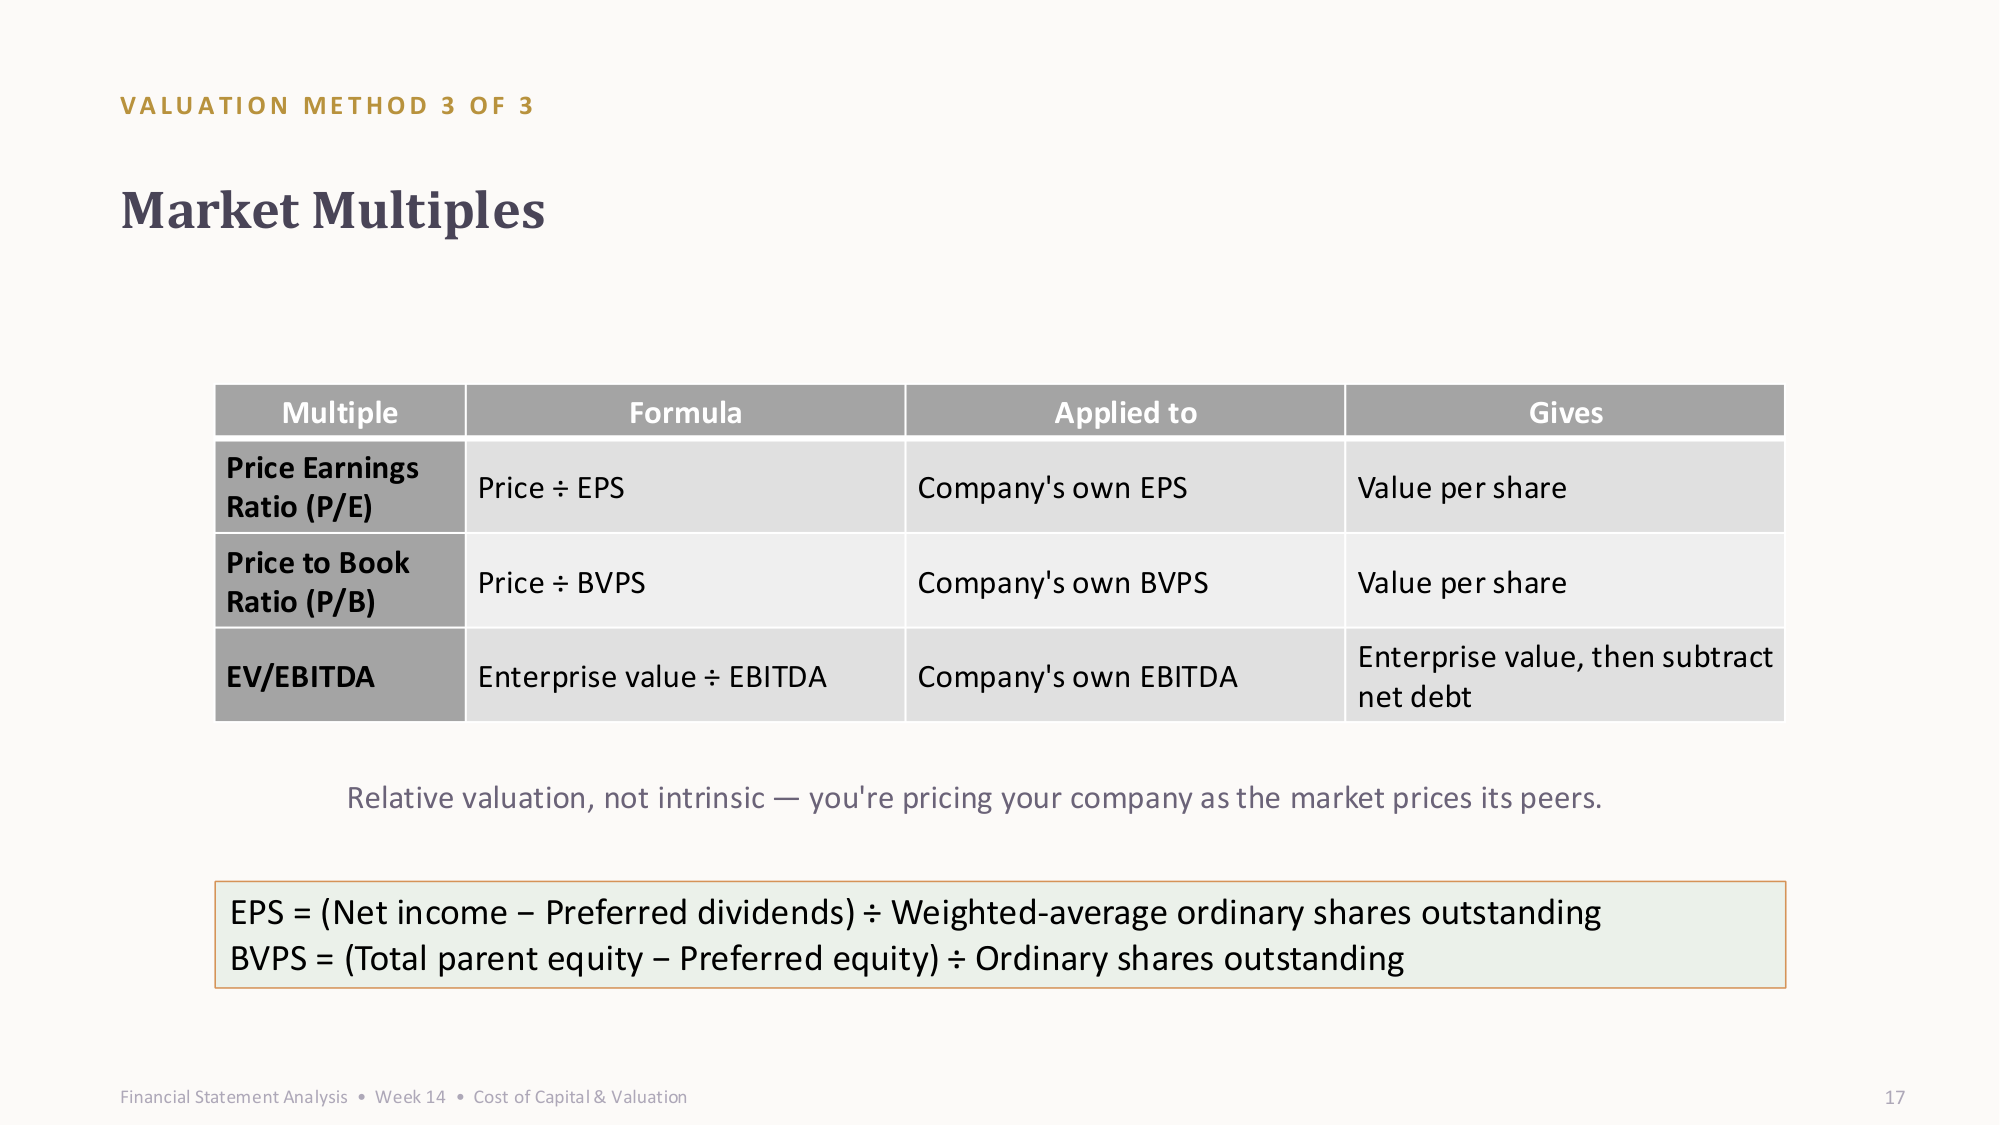 VALUATION METHOD 3 OF 3
Market Multiples
Multiple Formula Applied to Gives
Price Earnings
Ratio (P/E)
Price ÷ EPS
Company's own EPS
Value per share
Price to Book
Ratio (P/B)
Price ÷ BVPS
Company's own BVPS
Value per share
EV/EBITDA
Enterprise value ÷ EBITDA
Company's own EBITDA
Enterprise value, then subtract
net debt
Relative valuation, not intrinsic — you're pricing your company as the market prices its peers.
EPS = (Net income − Preferred dividends) ÷ Weighted-average ordinary shares outstanding
BVPS = (Total parent equity − Preferred equity) ÷ Ordinary shares outstanding
Financial Statement Analysis • Week 14 • Cost of Capital & Valuation
17